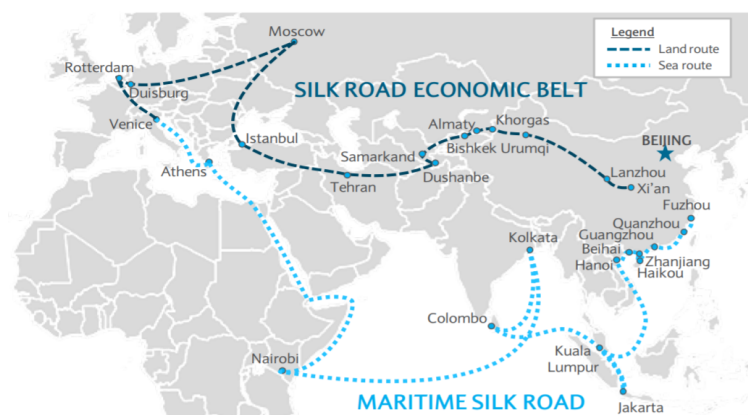 Moscow
Legend
Land route
Sea route
Rotterdam
Duisburg
SILK ROAD ECONOMIC BELT
Venice
Istanbul
Almaty
Khorgas
Bishkek Urumqi
BEIJING
Samarkand
Athens
Tehran
Dushanbe
Lanzhou
Xi'an
Fuzhou
Quanzhou
Guangzhou
Kolkata
Beihai
Zhanjiang
Hanoi
Haikou
Colombo
Nairobi
Kuala
Lumpur
MARITIME SILK ROAD
Jakarta